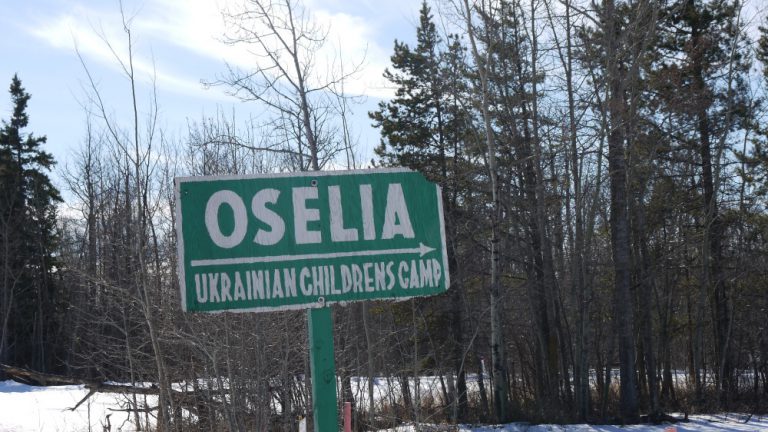 OSELIA
UKRAINIAN CHILDRENS CAMP